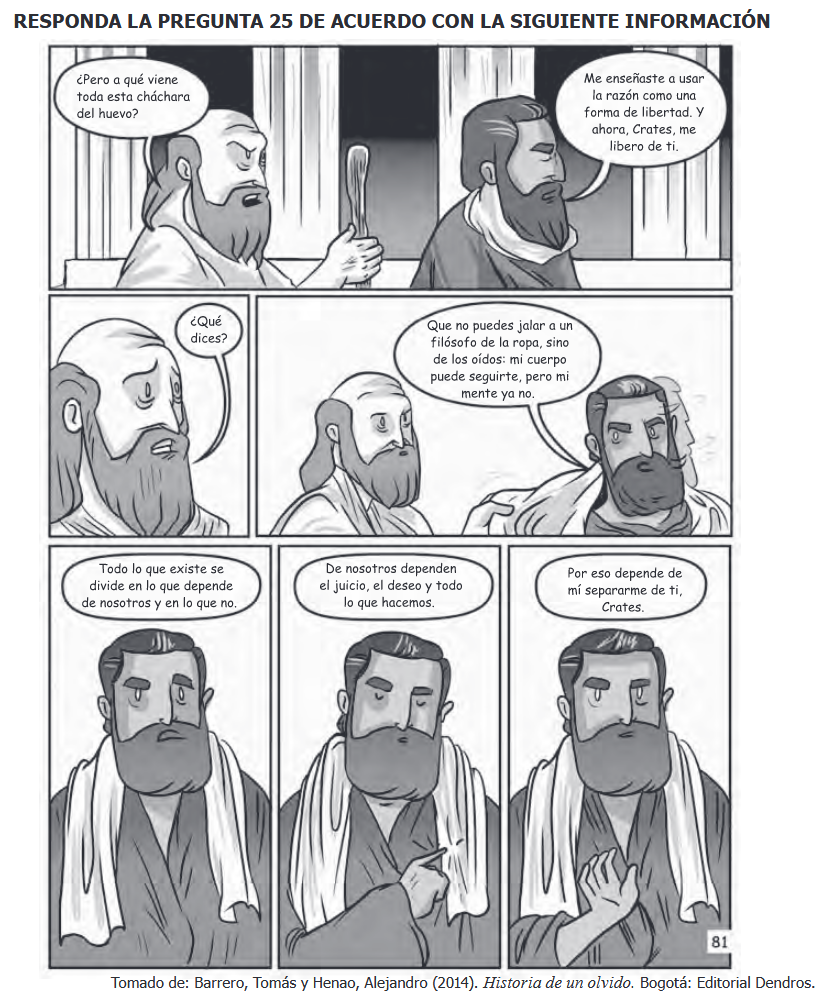 RESPONDA LA PREGUNTA 25 DE ACUERDO CON LA SIGUIENTE INFORMACIÓN
¿Pero a qué viene
toda esta cháchara
del huevo?
Me enseñaste a usar
la razón como una
forma de libertad. Y
ahora, Crates, me
libero de ti.
¿Qué
dices?
Que no puedes jalar a un
filósofo de la ropa, sino
de los oídos: mi cuerpo
puede seguirte, pero mi
mente ya no.
Todo lo que existe se
divide en lo que depende
de nosotros y en lo que no.
De nosotros dependen
el juicio, el deseo y todo
lo que hacemos.
Por eso depende de
mí separarme de ti,
Crates.
81
Tomado de: Barrero, Tomás y Henao, Alejandro (2014). Historia de un olvido. Bogotá: Editorial Dendros.